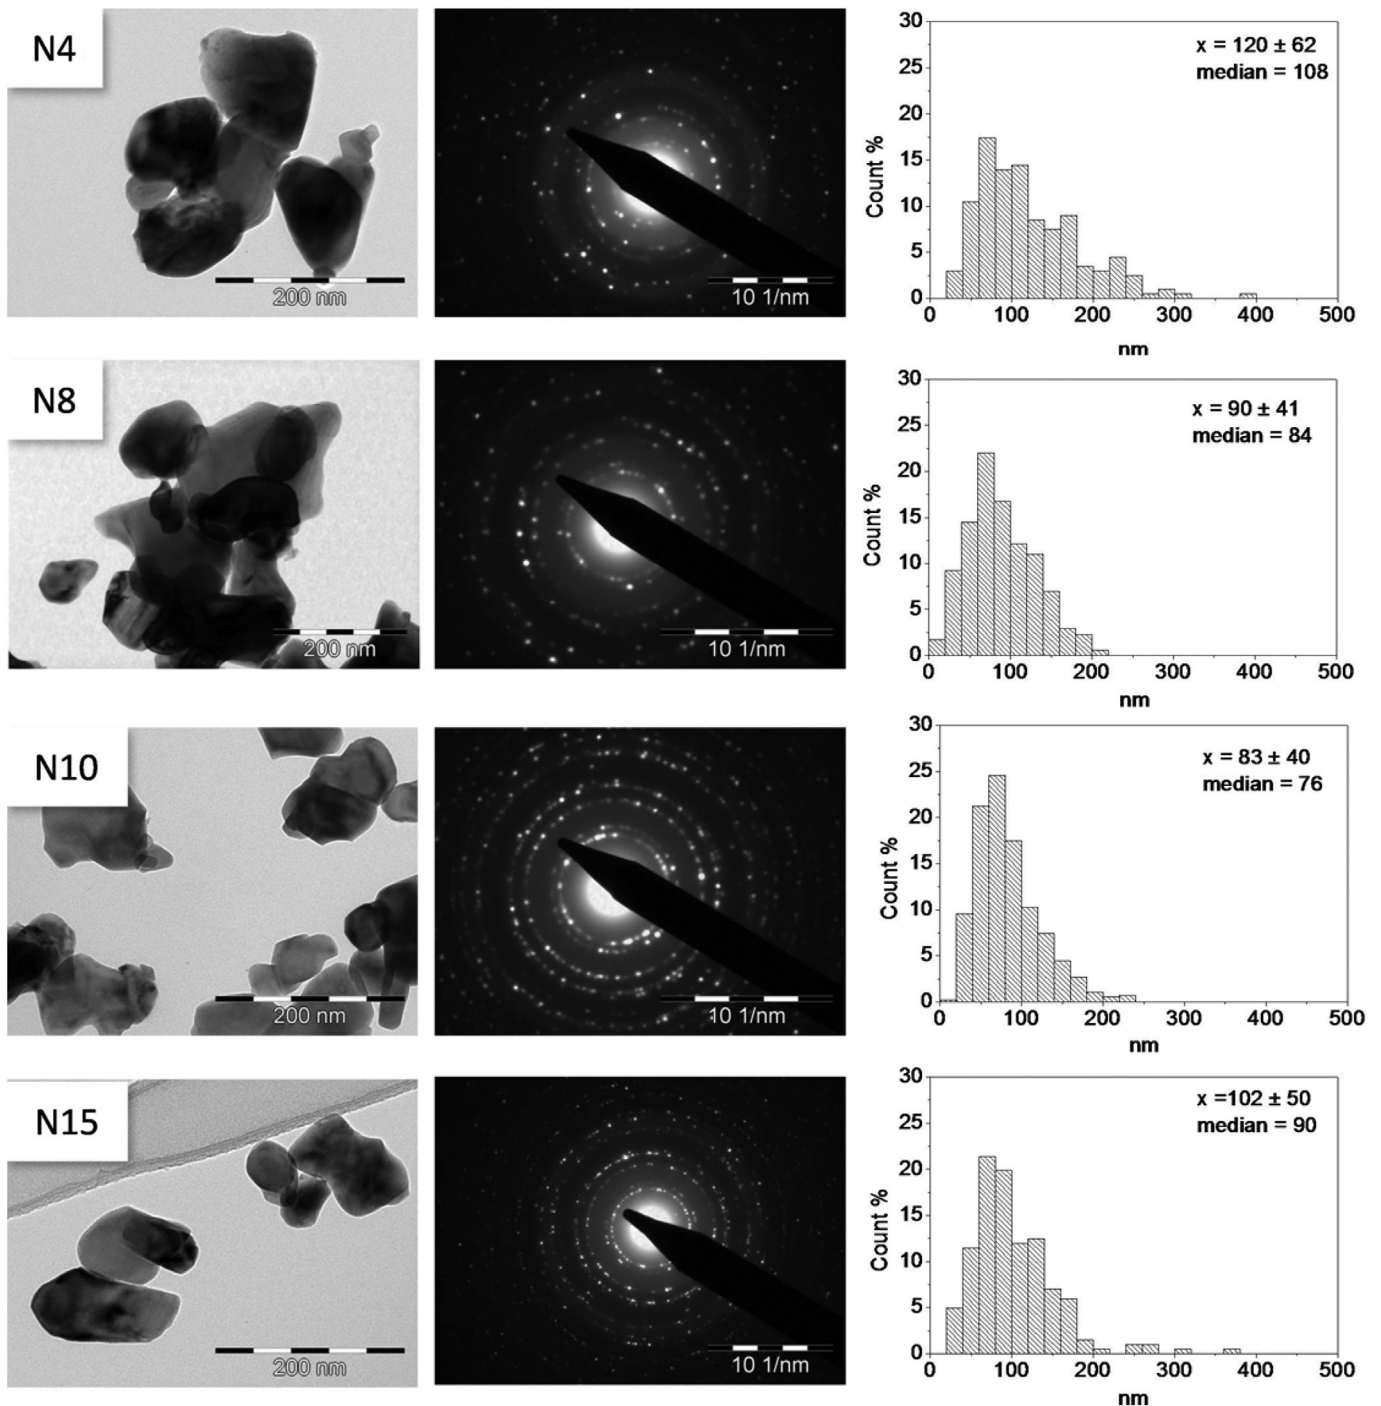 N4
200 nm
10 1/nm
x = 120 ± 62
median = 108
Count %
30
25
20
15
10
5
0
0 100 200 300 400 500
nm
N8
200 nm
10 1/nm
x = 90 ± 41
median = 84
Count %
30
25
20
15
10
5
0
0 100 200 300 400 500
nm
N10
200 nm
10 1/nm
x = 83 ± 40
median = 76
Count %
30
25
20
15
10
5
0
0 100 200 300 400 500
nm
N15
200 nm
10 1/nm
x =102 ± 50
median = 90
Count %
30
25
20
15
10
5
0
0 100 200 300 400 500
nm